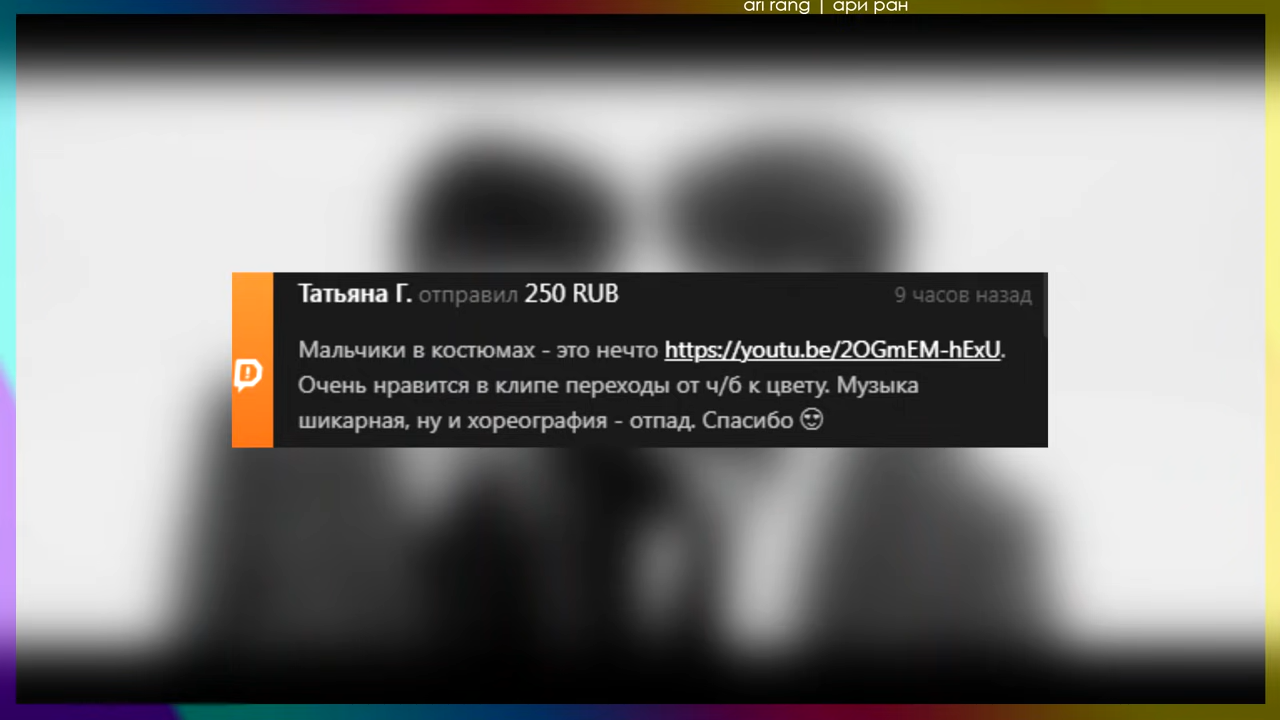 ari rang | ари ран
Татьяна Г. отправил 250 RUB 9 часов назад
Мальчики в костюмах - это нечто https://youtu.be/2OGmEM-hExU.
Очень нравится в клипе переходы от ч/б к цвету. Музыка
шикарная, ну и хореография - отпад. Спасибо 😍